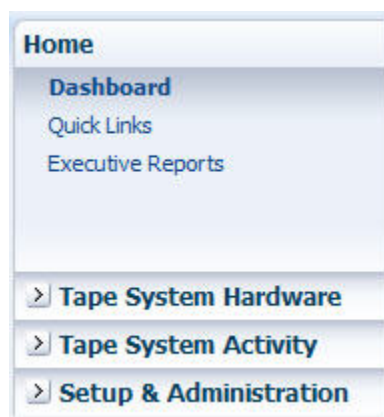 Home
Dashboard
Quick Links
Executive Reports
Tape System Hardware
Tape System Activity
Setup & Administration